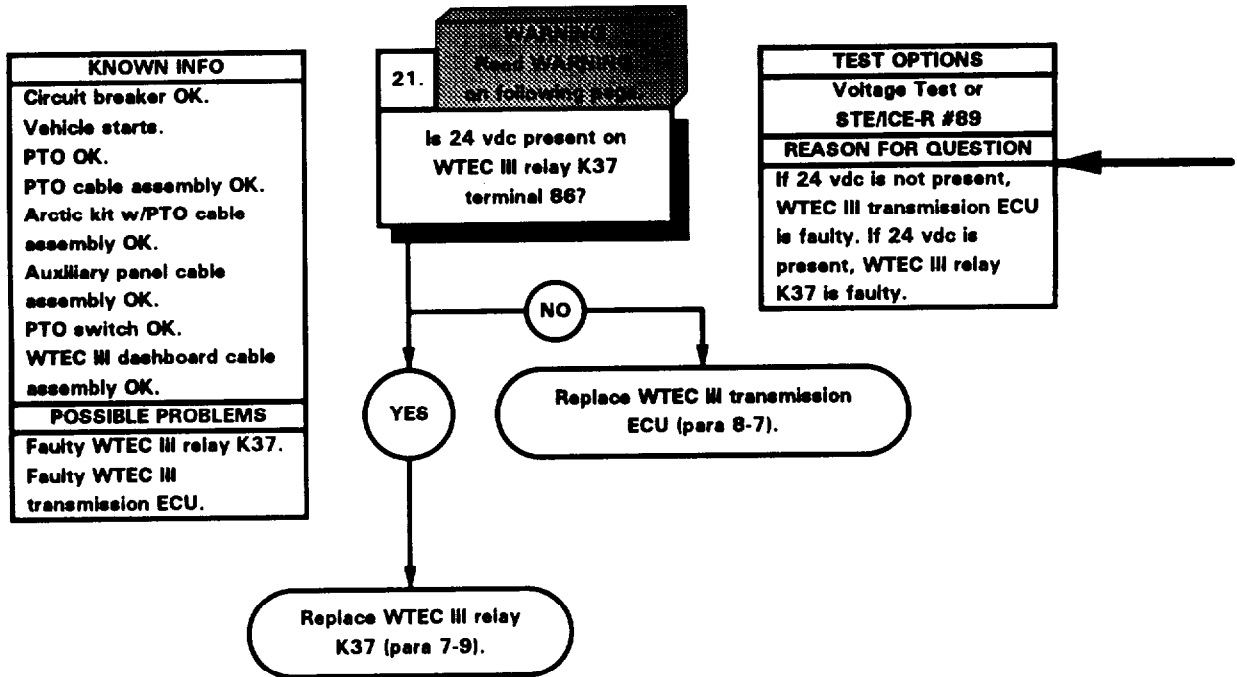 KNOWN INFO
Circuit breaker OK.
Vehicle starts.
PTO OK.
PTO cable assembly OK.
Arctic kit w/PTO cable
assembly OK.
Auxiliary panel cable
assembly OK.
PTO switch OK.
WTEC III dashboard cable
assembly OK.
POSSIBLE PROBLEMS
Faulty WTEC III relay K37.
Faulty WTEC III
transmission ECU.
21.
WARNING
Read WARNING
on following page.
Is 24 vdc present on
WTEC III relay K37
terminal 86?
TEST OPTIONS
Voltage Test or
STE/ICE-R #89
REASON FOR QUESTION
If 24 vdc is not present,
WTEC III transmission ECU
is faulty. If 24 vdc is
present, WTEC III relay
K37 is faulty.
NO
YES
Replace WTEC III transmission
ECU (para 8-7).
Replace WTEC III relay
K37 (para 7-9).